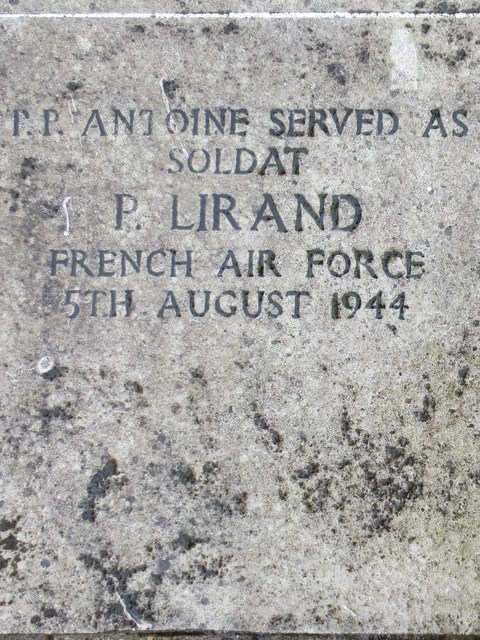 P.P. ANTOINE SERVED AS
SOLDAT
P. LIRAND
FRENCH AIR FORCE
5TH AUGUST 1944